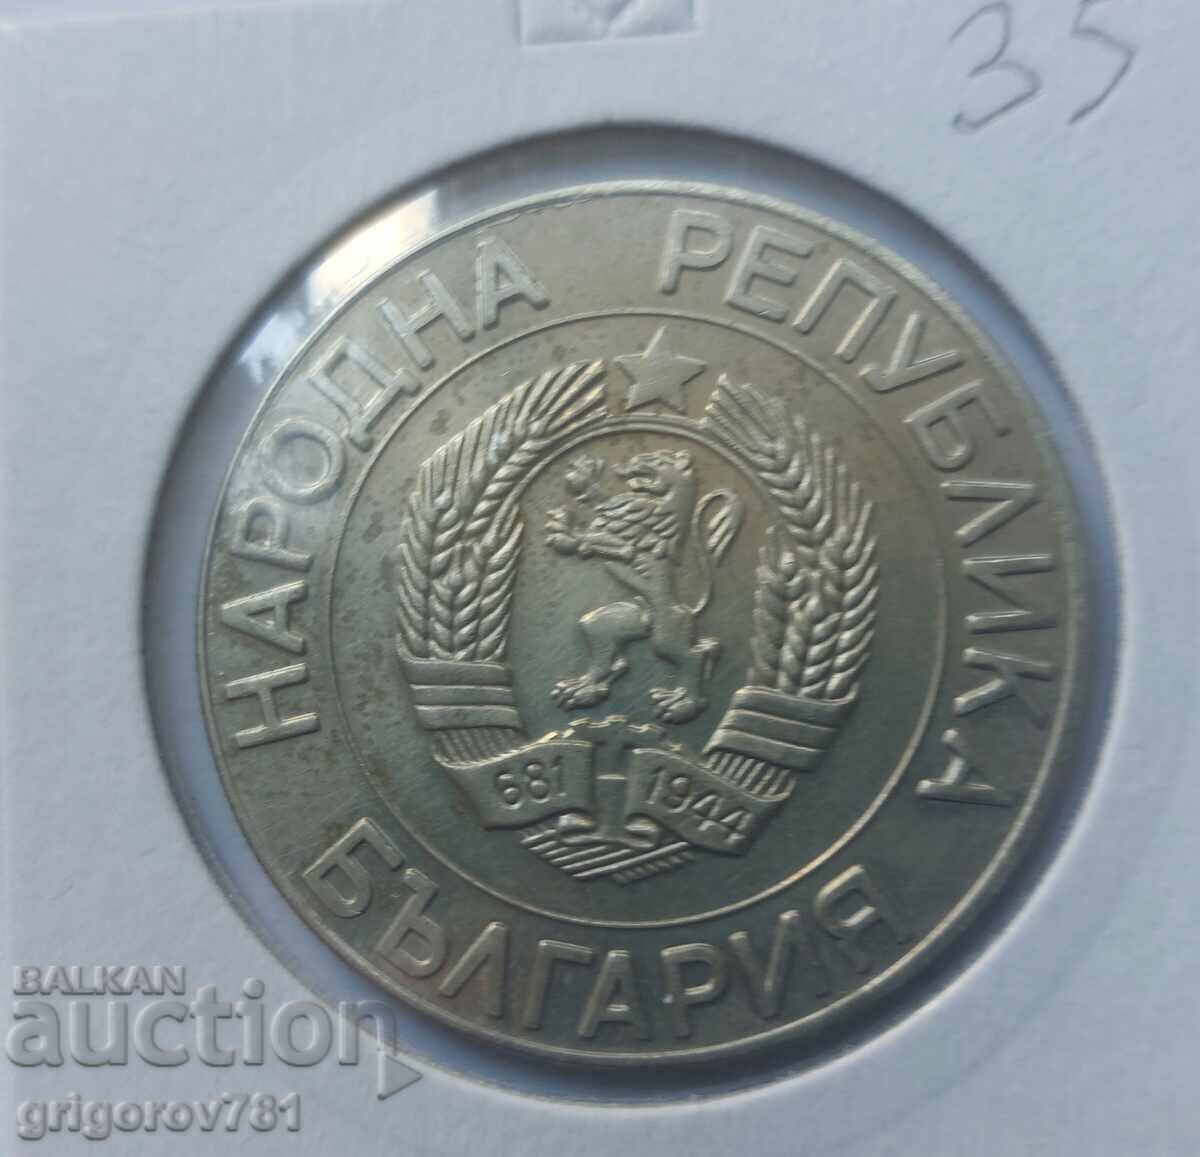 35
НАРОДНА РЕПУБЛИКА
БЪЛГАРИЯ
681 1944
BALKAN
auction
grigorov781